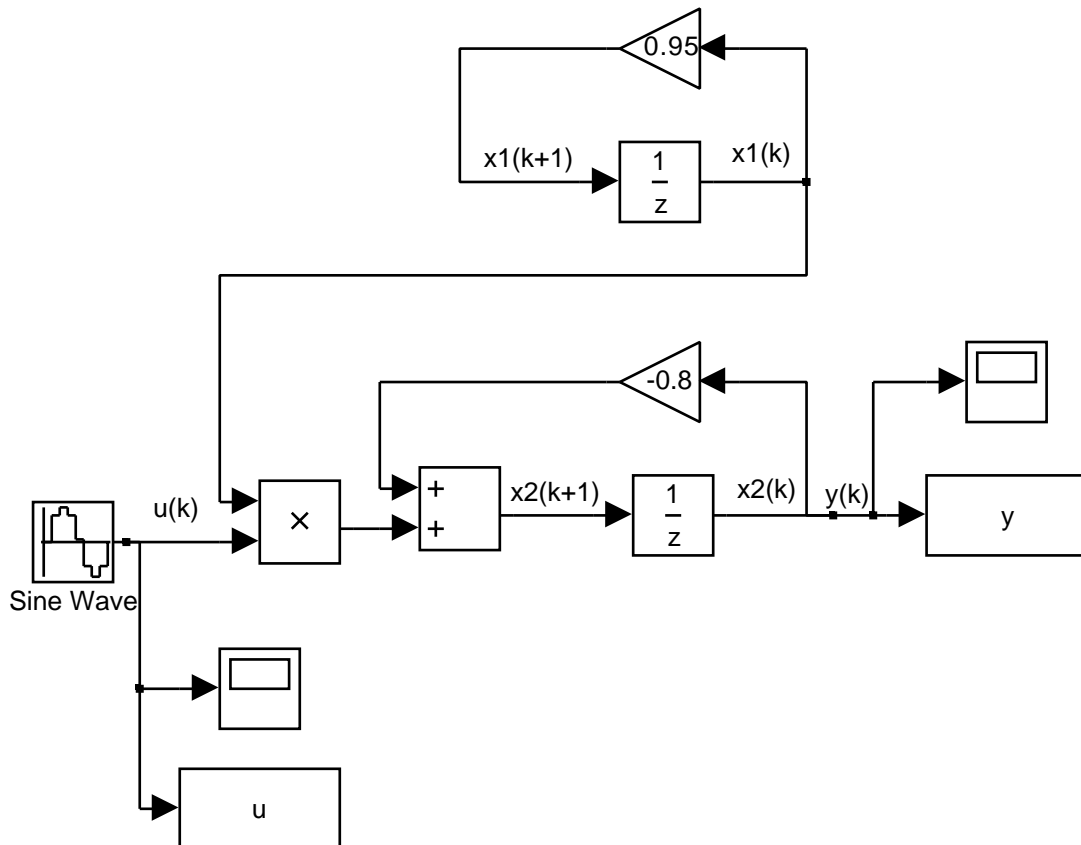 0.95
x1(k+1)
1
z
x1(k)
-0.8
u(k)
×
+
+
x2(k+1)
1
z
x2(k)
y(k)
y
Sine Wave
u